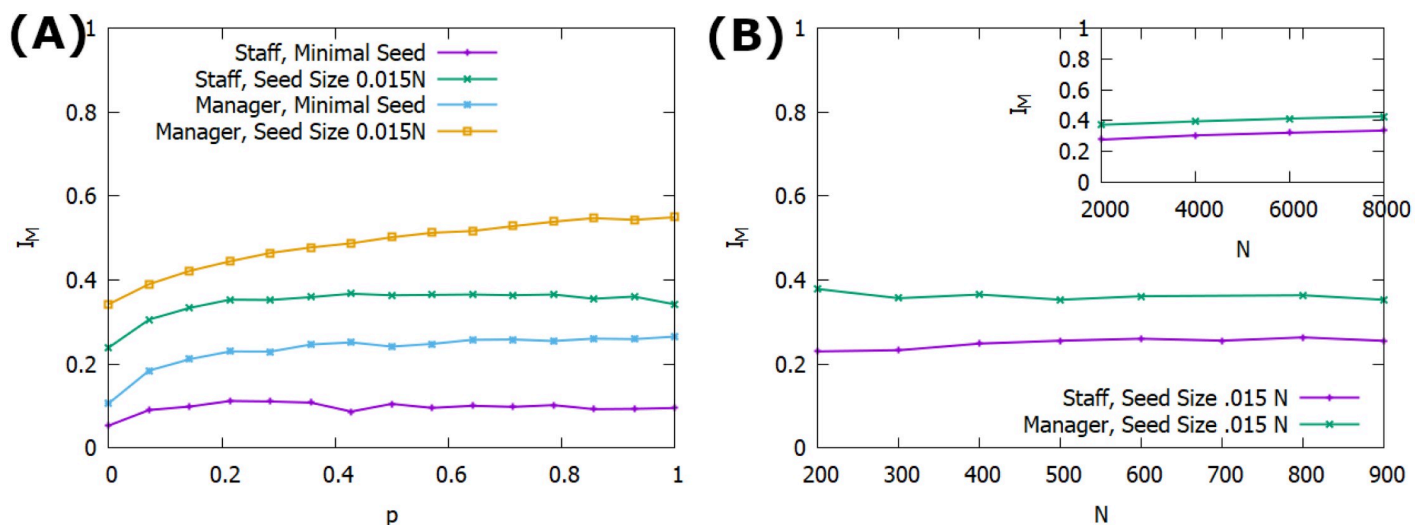 (A)
Staff, Minimal Seed
Staff, Seed Size 0.015N
Manager, Minimal Seed
Manager, Seed Size 0.015N
I_M
1
0.8
0.6
0.4
0.2
0
0 0.2 0.4 0.6 0.8 1
p
(B)
I_M
1
0.8
0.6
0.4
0.2
0
200 300 400 500 600 700 800 900
N
Staff, Seed Size .015 N
Manager, Seed Size .015 N
I_M
1
0.8
0.6
0.4
0.2
0
2000 4000 6000 8000
N